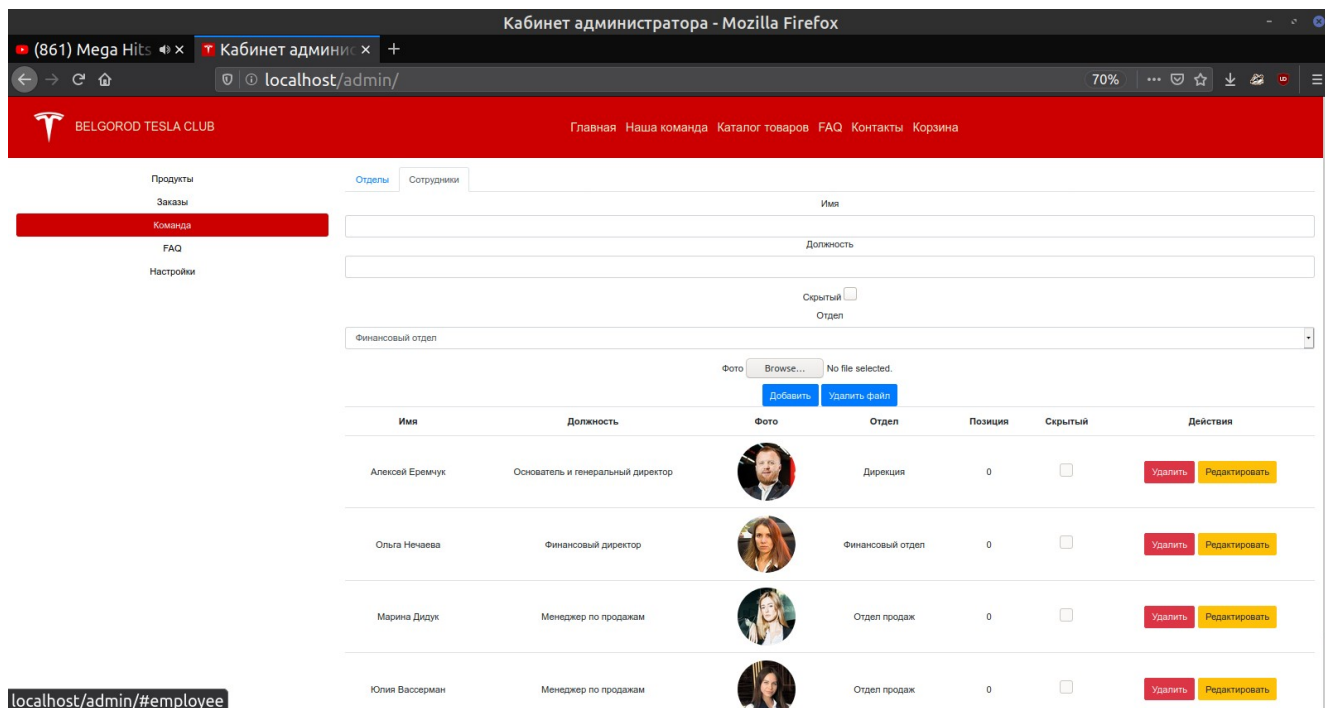 Кабинет администратора - Mozilla Firefox
(861) Mega Hits
Кабинет админис
localhost/admin/
70%
BELGOROD TESLA CLUB
Главная Наша команда Каталог товаров FAQ Контакты Корзина
Продукты
Заказы
Команда
FAQ
Настройки
Отделы Сотрудники
Имя
Должность
Скрытый
Отдел
Финансовый отдел
Фото Browse... No file selected.
Добавить Удалить файл
Имя Должность Фото Отдел Позиция Скрытый Действия
Алексей Еремчук Основатель и генеральный директор Дирекция 0 Удалить Редактировать
Ольга Нечаева Финансовый директор Финансовый отдел 0 Удалить Редактировать
Марина Дидук Менеджер по продажам Отдел продаж 0 Удалить Редактировать
Юлия Вассерман Менеджер по продажам Отдел продаж 0 Удалить Редактировать
localhost/admin/#employee